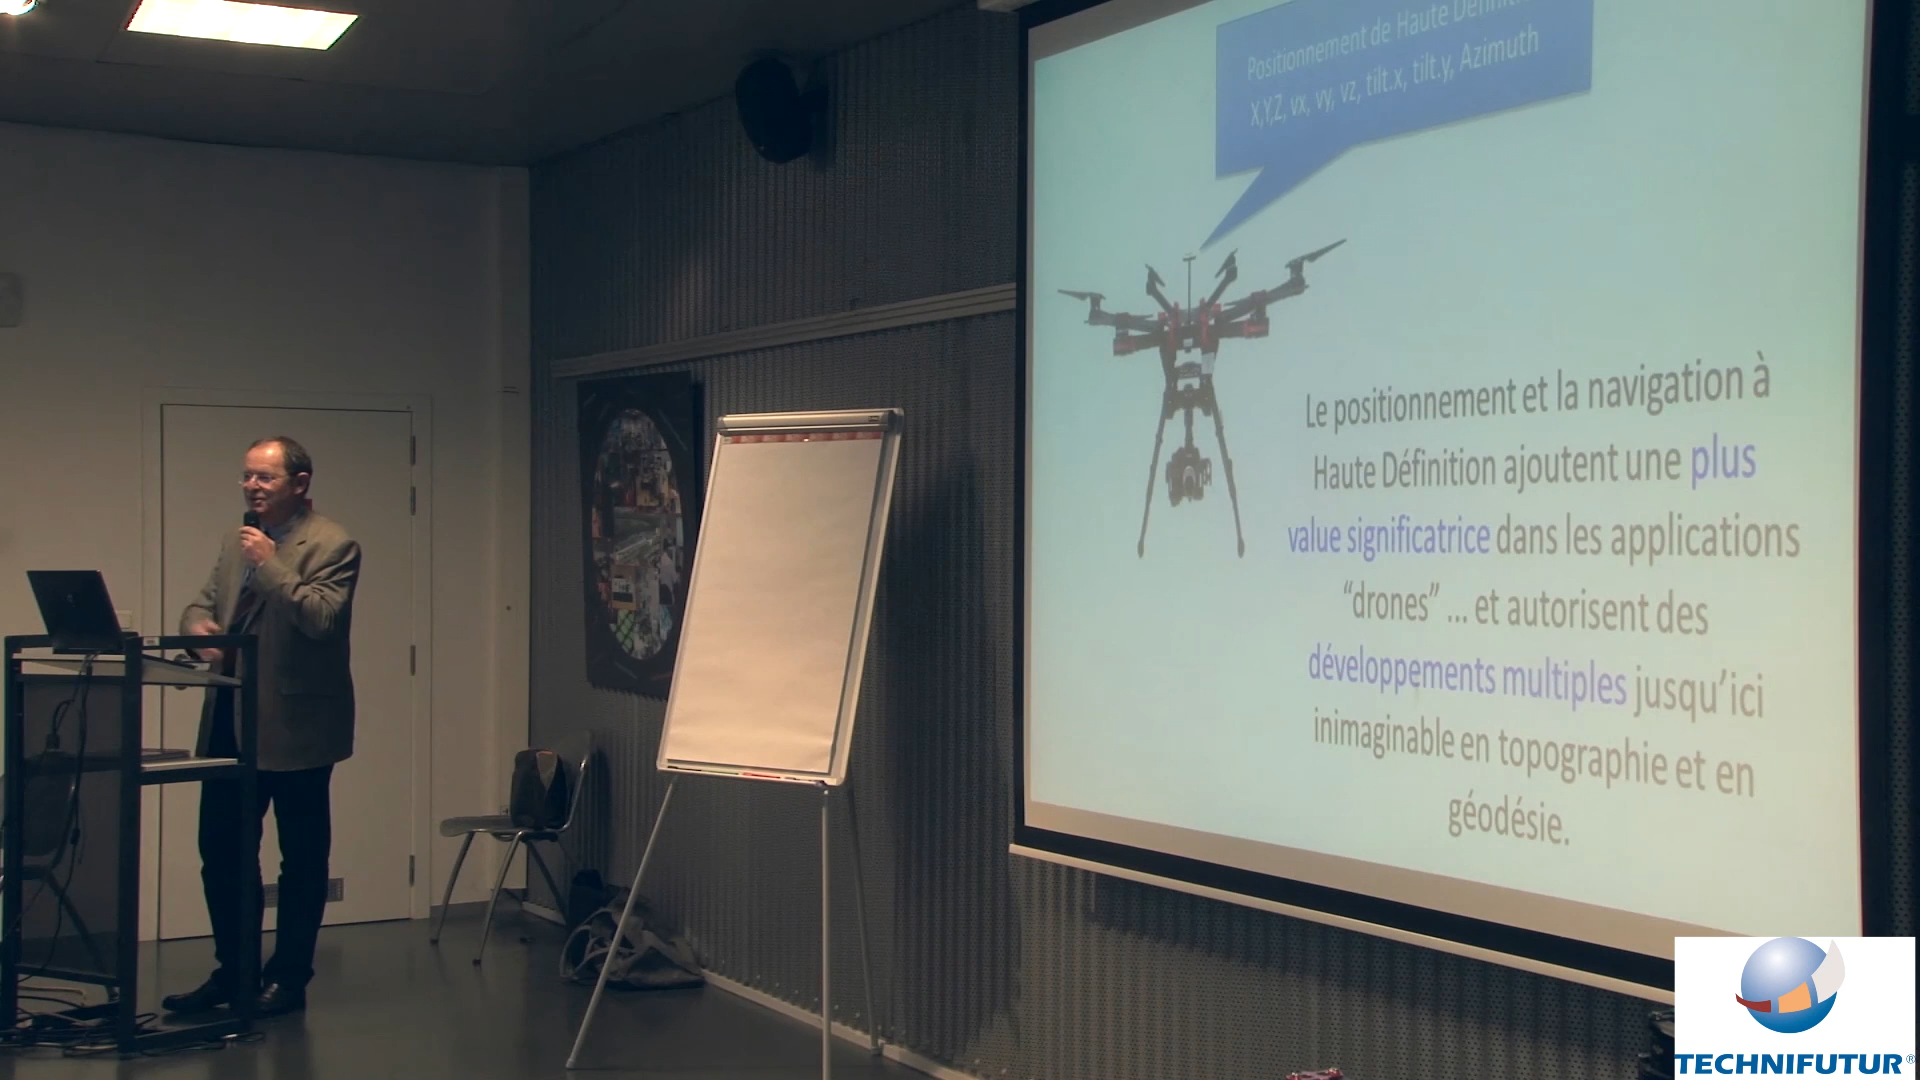 Positionnement de Haute
X,Y,Z, vx, vy, vz, tilt.x, tilt.y, Azimuth
Le positionnement et la navigation à
Haute Définition ajoutent une plus
value significatrice dans les applications
“drones” ... et autorisent des
développements multiples jusqu’ici
inimaginable en topographie et en
géodésie.
TECHNIFUTUR®